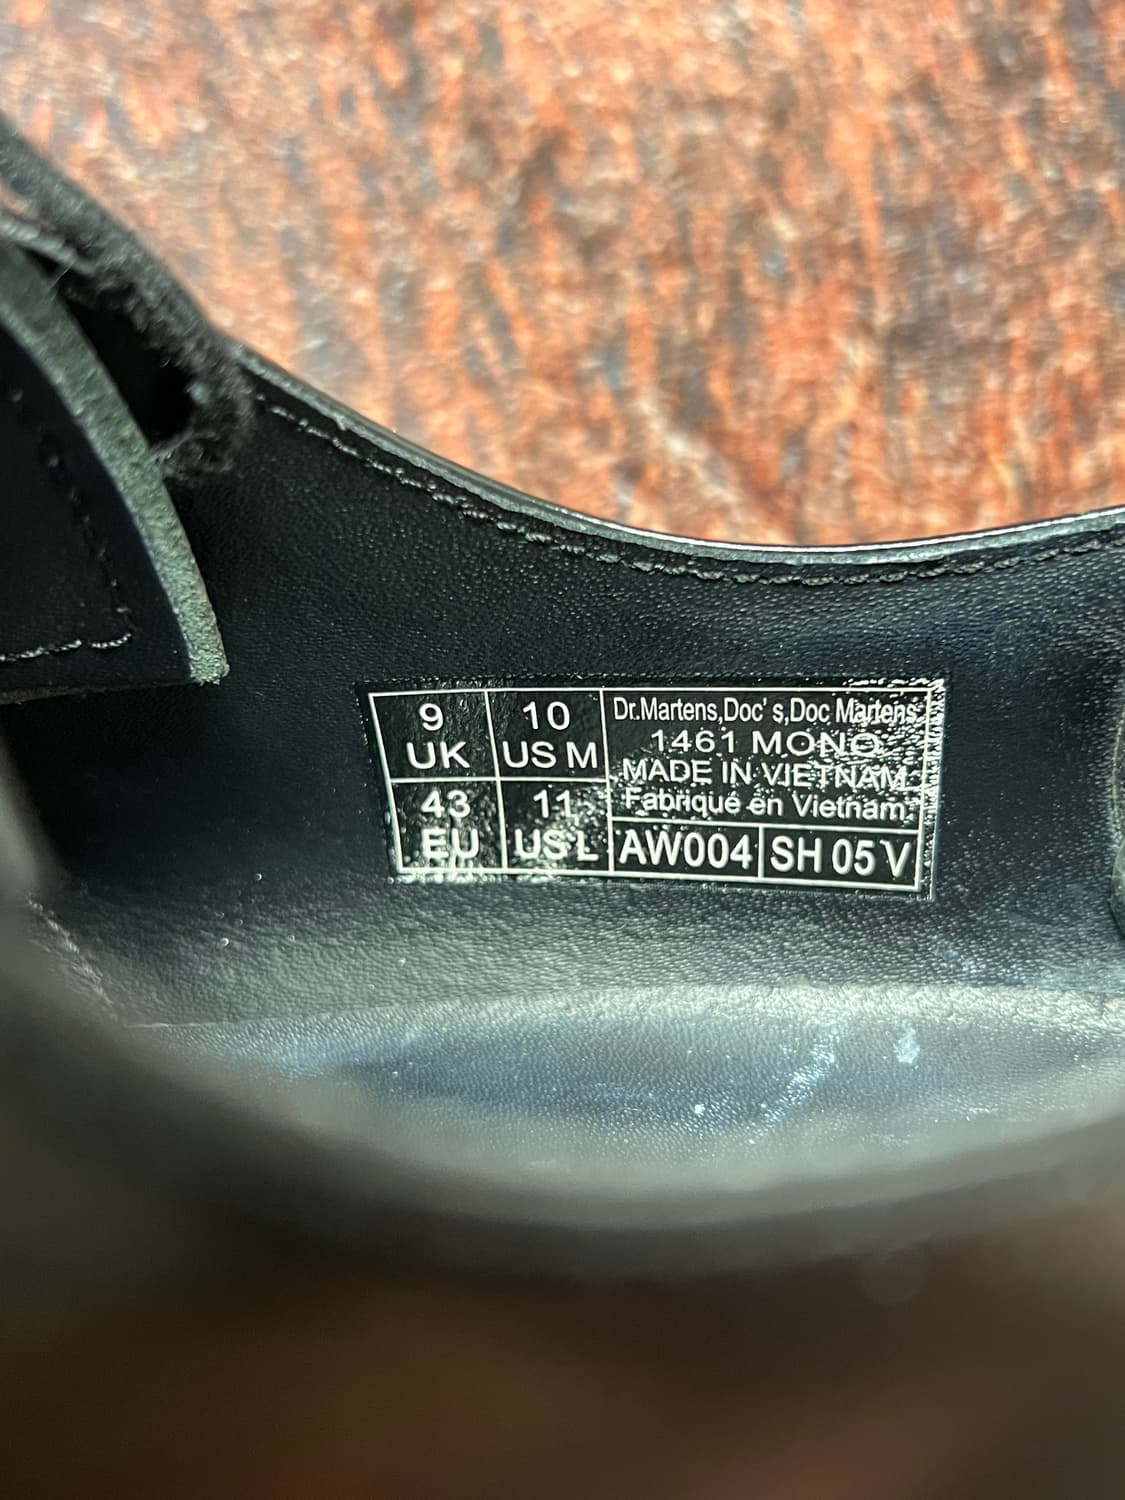 9 UK
10 US M
43 EU
11 US L
Dr.Martens,Doc's,Doc Martens
1461 MONO
MADE IN VIETNAM
Fabriqué en Vietnam
AW004
SH 05 V